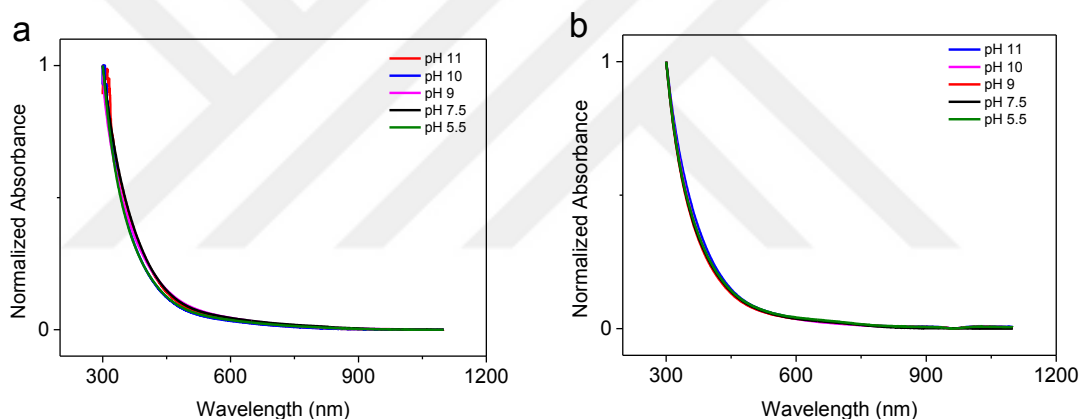 a
pH 11
pH 10
pH 9
pH 7.5
pH 5.5
1
0
Normalized Absorbance
300
600
900
1200
Wavelength (nm)
b
pH 11
pH 10
pH 9
pH 7.5
pH 5.5
1
0
Normalized Absorbance
300
600
900
1200
Wavelength (nm)